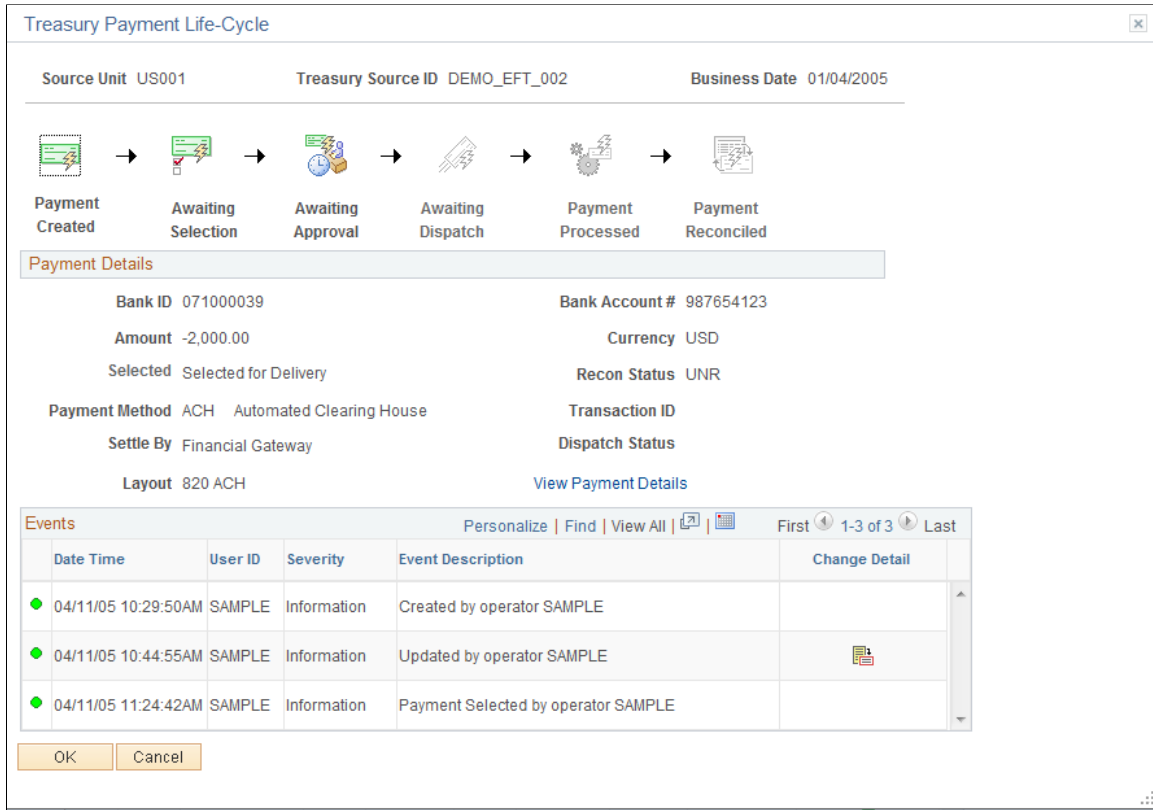 Treasury Payment Life-Cycle
Source Unit US001 Treasury Source ID DEMO_EFT_002 Business Date 01/04/2005
Payment Created
Awaiting Selection
Awaiting Approval
Awaiting Dispatch
Payment Processed
Payment Reconciled
Payment Details
Bank ID 071000039 Bank Account # 987654123
Amount -2,000.00 Currency USD
Selected Selected for Delivery Recon Status UNR
Payment Method ACH Automated Clearing House Transaction ID
Settle By Financial Gateway Dispatch Status
Layout 820 ACH View Payment Details
Events Personalize | Find | View All | | First 1-3 of 3 Last
Date Time User ID Severity Event Description Change Detail
04/11/05 10:29:50AM SAMPLE Information Created by operator SAMPLE
04/11/05 10:44:55AM SAMPLE Information Updated by operator SAMPLE
04/11/05 11:24:42AM SAMPLE Information Payment Selected by operator SAMPLE
OK Cancel